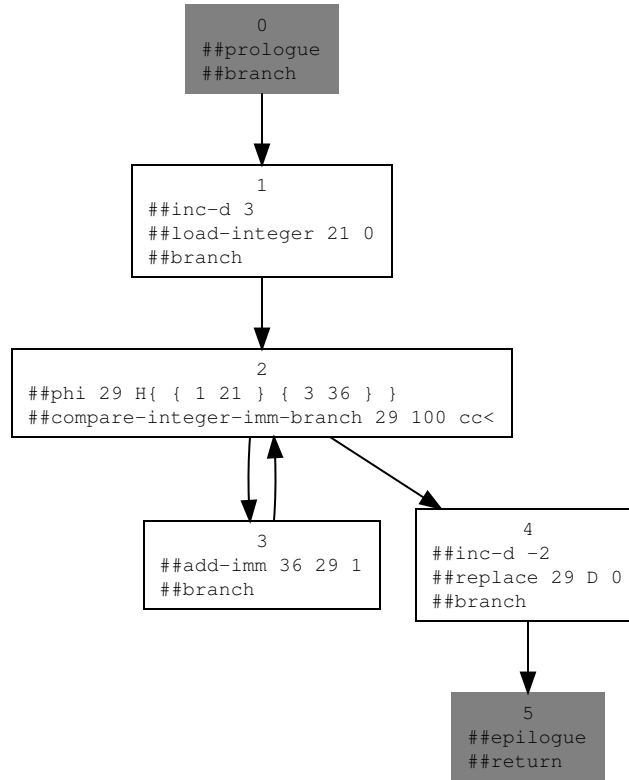 0
##prologue
##branch
1
##inc-d 3
##load-integer 21 0
##branch
2
##phi 29 H{ { 1 21 } { 3 36 } }
##compare-integer-imm-branch 29 100 cc<
3
##add-imm 36 29 1
##branch
4
##inc-d -2
##replace 29 D 0
##branch
5
##epilogue
##return